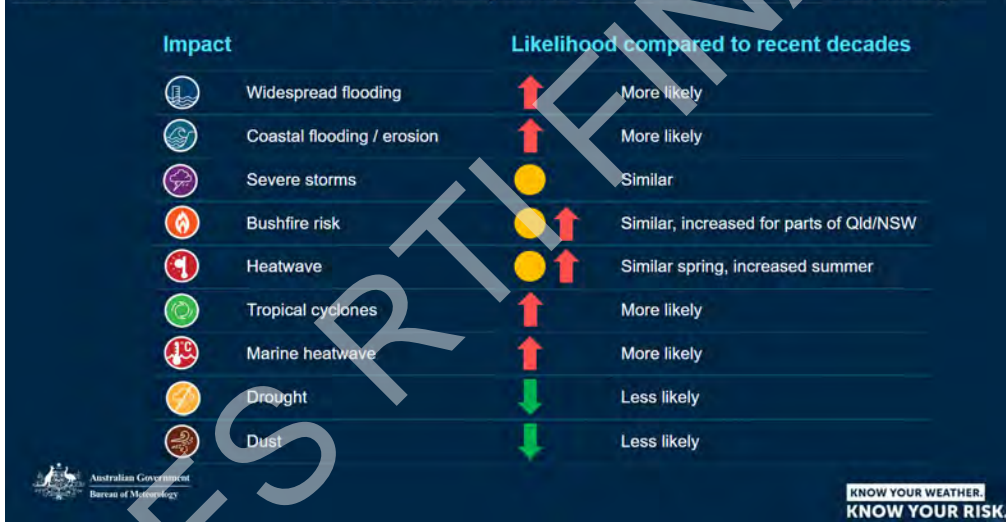 Impact Likelihood compared to recent decades
Widespread flooding More likely
Coastal flooding / erosion More likely
Severe storms Similar
Bushfire risk Similar, increased for parts of Qld/NSW
Heatwave Similar spring, increased summer
Tropical cyclones More likely
Marine heatwave More likely
Drought Less likely
Dust Less likely
Australian Government
Bureau of Meteorology
KNOW YOUR WEATHER.
KNOW YOUR RISK
ES RTIFINA